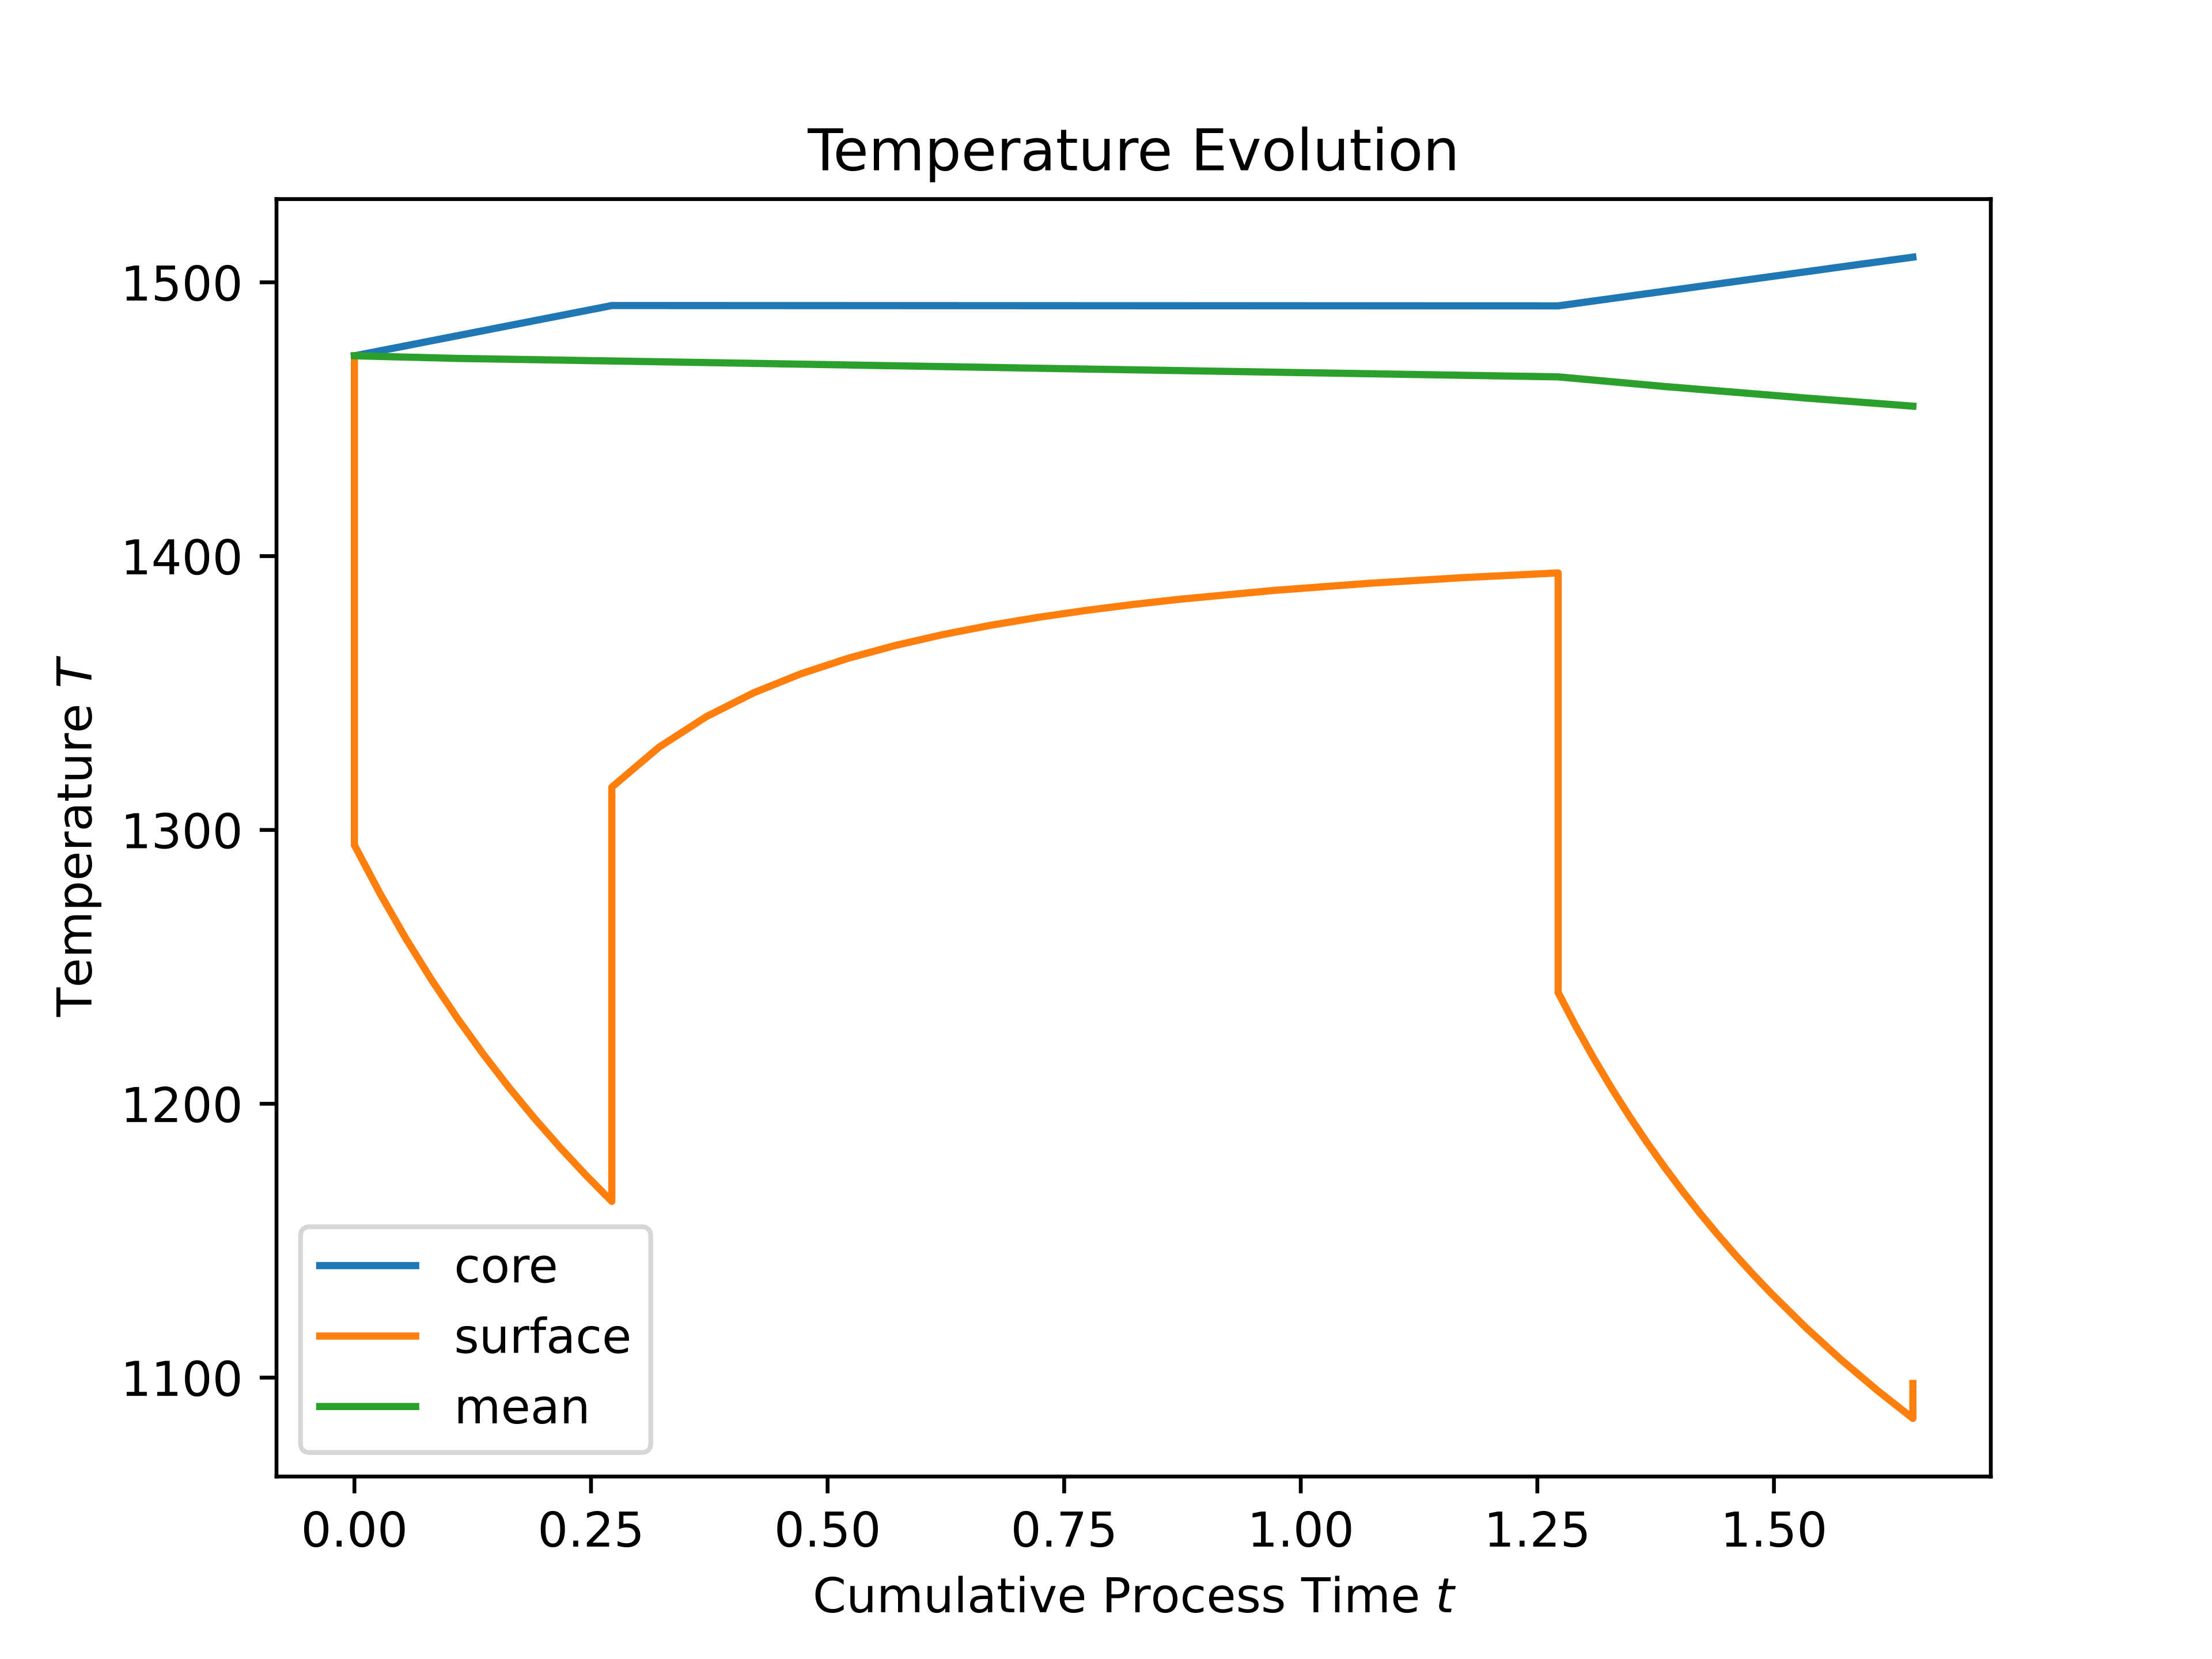 Temperature Evolution
1500
1400
1300
1200
1100
Temperature T
core
surface
mean
0.00 0.25 0.50 0.75 1.00 1.25 1.50
Cumulative Process Time t